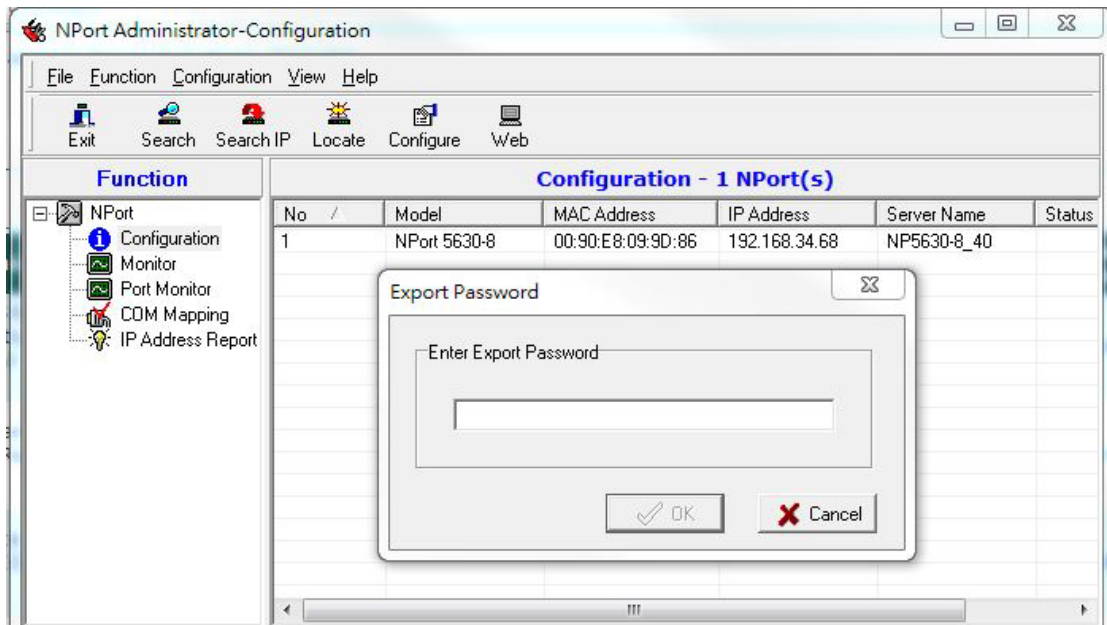 NPort Administrator-Configuration
File Function Configuration View Help
Exit Search Search IP Locate Configure Web
Function
Configuration - 1 NPort(s)
NPort
Configuration
Monitor
Port Monitor
COM Mapping
IP Address Report
No Model MAC Address IP Address Server Name Status
1 NPort 5630-8 00:90:E8:09:9D:86 192.168.34.68 NP5630-8_40
Export Password
Enter Export Password
OK Cancel